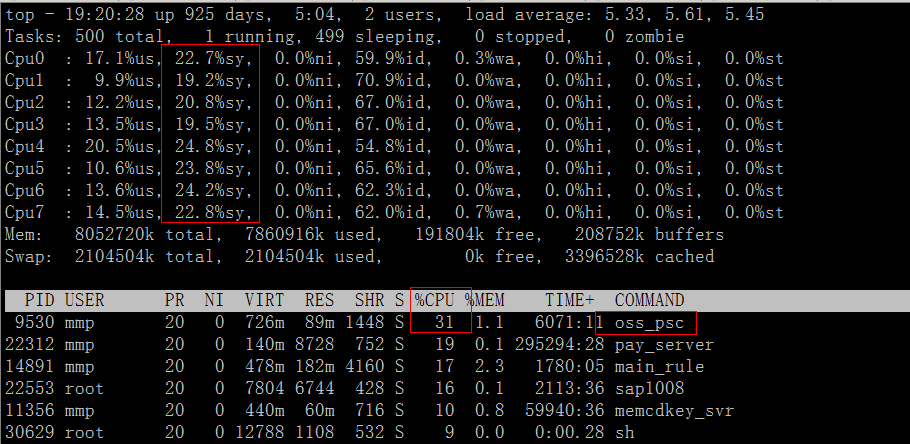 top - 19:20:28 up 925 days,  5:04,  2 users,  load average: 5.33, 5.61, 5.45
Tasks: 500 total,   1 running, 499 sleeping,   0 stopped,   0 zombie
Cpu0  : 17.1%us, 22.7%sy,  0.0%ni, 59.9%id,  0.3%wa,  0.0%hi,  0.0%si,  0.0%st
Cpu1  :  9.9%us, 19.2%sy,  0.0%ni, 70.9%id,  0.0%wa,  0.0%hi,  0.0%si,  0.0%st
Cpu2  : 12.2%us, 20.8%sy,  0.0%ni, 67.0%id,  0.0%wa,  0.0%hi,  0.0%si,  0.0%st
Cpu3  : 13.5%us, 19.5%sy,  0.0%ni, 67.0%id,  0.0%wa,  0.0%hi,  0.0%si,  0.0%st
Cpu4  : 20.5%us, 24.8%sy,  0.0%ni, 54.8%id,  0.0%wa,  0.0%hi,  0.0%si,  0.0%st
Cpu5  : 10.6%us, 23.8%sy,  0.0%ni, 65.6%id,  0.0%wa,  0.0%hi,  0.0%si,  0.0%st
Cpu6  : 13.6%us, 24.2%sy,  0.0%ni, 62.3%id,  0.0%wa,  0.0%hi,  0.0%si,  0.0%st
Cpu7  : 14.5%us, 22.8%sy,  0.0%ni, 62.0%id,  0.7%wa,  0.0%hi,  0.0%si,  0.0%st
Mem:   8052720k total,  7860916k used,   191804k free,   208752k buffers
Swap:  2104504k total,  2104504k used,        0k free,  3396528k cached
PID USER      PR  NI  VIRT  RES  SHR S %CPU %MEM    TIME+  COMMAND
9530 mmp       20   0  726m  89m 1448 S   31  1.1   6071:11 oss_psc
22312 mmp       20   0  140m 8728  752 S   19  0.1 295294:28 pay_server
14891 mmp       20   0  478m 182m 4160 S   17  2.3   1780:05 main_rule
22553 root      20   0  7804 6744  428 S   16  0.1   2113:36 sap1008
11356 mmp       20   0  440m  60m  716 S   10  0.8  59940:36 memcdkey_svr
30629 root      20   0 12788 1108  532 S    9  0.0   0:00.28 sh